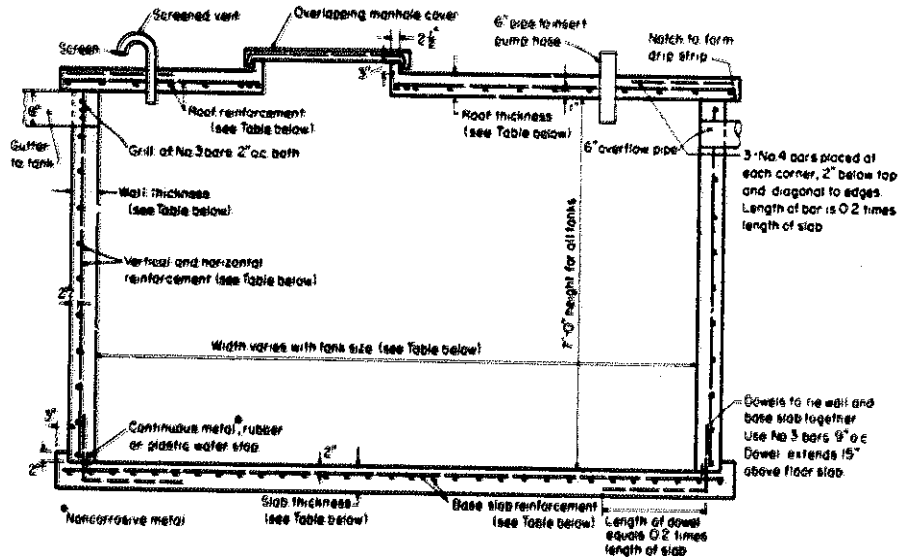 Screened vent
Overlapping manhole cover
Screen
6" pipe to insert
pump hose
Notch to form
drip strip
2 1/2"
3"
Roof reinforcement
(see Table below)
Roof thickness
(see Table below)
1"
6" overflow pipe
Gutter
to tank
Grill of No.3 bars 2" o.c. both
3-No.4 bars placed at
each corner, 2" below top
and diagonal to edges.
Length of bar is 0.2 times
length of slab
Wall thickness
(see Table below)
Vertical and horizontal
reinforcement (see Table below)
7'-0" height for all tanks
2"
Width varies with tank size (see Table below)
Continuous metal,* rubber
or plastic water stop
3"
2"
2"
Dowels to tie wall and
base slab together
Use No 3 bars 9" o.c.
Dowel extends 15"
above floor slab.
Slab thickness
(see Table below)
Base slab reinforcement
(see Table below)
Length of dowel
equals 0.2 times
length of slab
*Noncorrosive metal